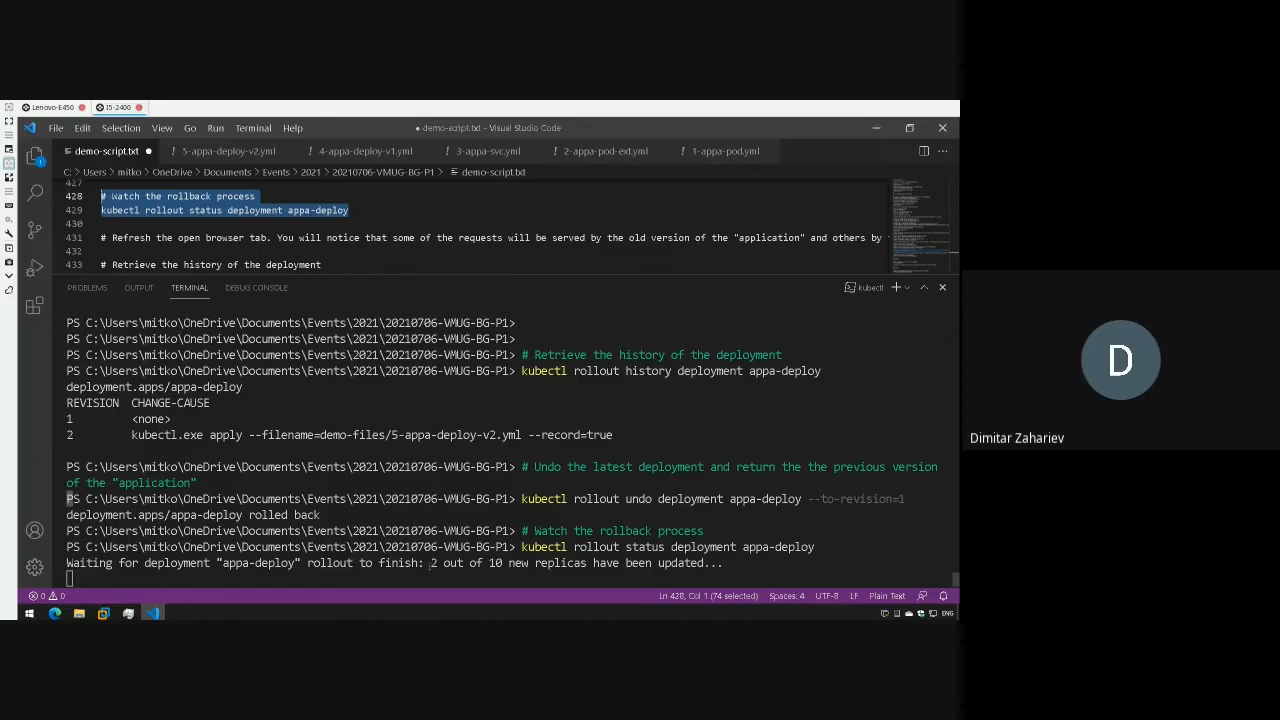 Lenovo-E450 I5-2400
File Edit Selection View Go Run Terminal Help ● demo-script.txt - Visual Studio Code
demo-script.txt ● ! 5-appa-deploy-v2.yml ! 4-appa-deploy-v1.yml ! 3-appa-svc.yml ! 2-appa-pod-ext.yml ! 1-appa-pod.yml
C: > Users > mitko > OneDrive > Documents > Events > 2021 > 20210706-VMUG-BG-P1 > demo-script.txt
427
428 # Watch the rollback process
429 kubectl rollout status deployment appa-deploy
430
431 notice that some of will be served by the old version of the "application" and others by
432
433 # Retrieve the history of the deployment
PROBLEMS OUTPUT TERMINAL DEBUG CONSOLE kubectl
PS C:\Users\mitko\OneDrive\Documents\Events\2021\20210706-VMUG-BG-P1>
PS C:\Users\mitko\OneDrive\Documents\Events\2021\20210706-VMUG-BG-P1>
PS C:\Users\mitko\OneDrive\Documents\Events\2021\20210706-VMUG-BG-P1> # Retrieve the history of the deployment
PS C:\Users\mitko\OneDrive\Documents\Events\2021\20210706-VMUG-BG-P1> kubectl rollout history deployment appa-deploy
deployment.apps/appa-deploy
REVISION CHANGE-CAUSE
1 <none>
2 kubectl.exe apply --filename=demo-files/5-appa-deploy-v2.yml --record=true
PS C:\Users\mitko\OneDrive\Documents\Events\2021\20210706-VMUG-BG-P1> # Undo the latest deployment and return the the previous version
of the "application"
PS C:\Users\mitko\OneDrive\Documents\Events\2021\20210706-VMUG-BG-P1> kubectl rollout undo deployment appa-deploy --to-revision=1
deployment.apps/appa-deploy rolled back
PS C:\Users\mitko\OneDrive\Documents\Events\2021\20210706-VMUG-BG-P1> # Watch the rollback process
PS C:\Users\mitko\OneDrive\Documents\Events\2021\20210706-VMUG-BG-P1> kubectl rollout status deployment appa-deploy
Waiting for deployment "appa-deploy" rollout to finish: 2 out of 10 new replicas have been updated...
0 0 Ln 428, Col 1 (74 selected) Spaces: 4 UTF-8 LF Plain Text
ENG
D
Dimitar Zahariev